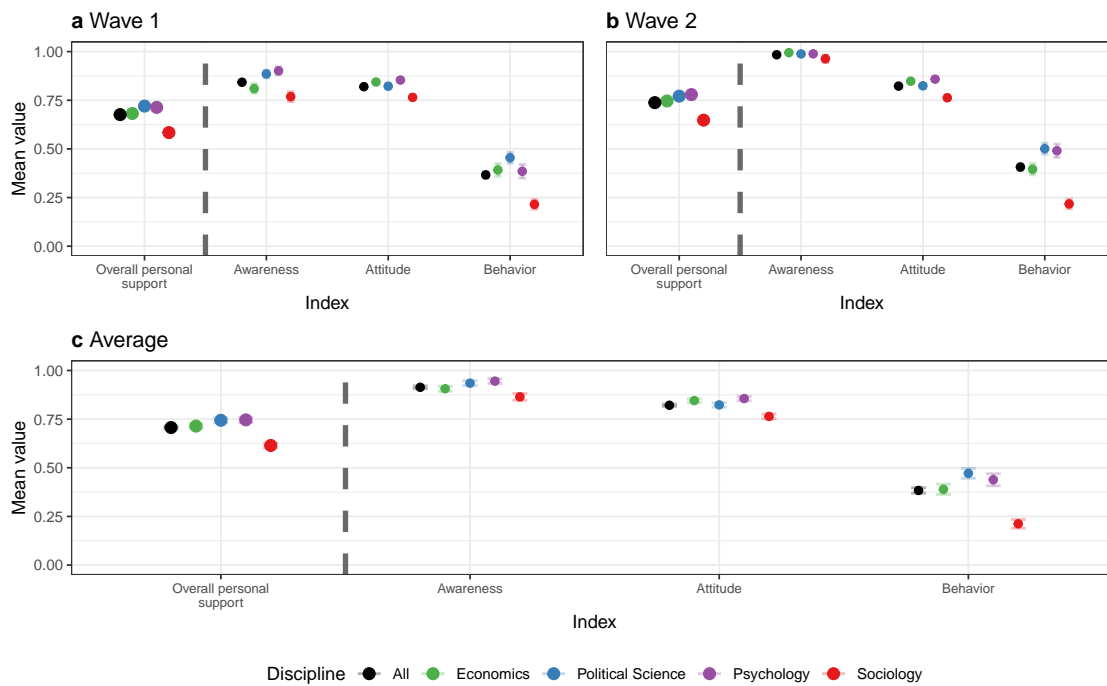 a Wave 1
1.00
0.75
0.50
0.25
0.00
Mean value
Overall personal
support
Awareness
Attitude
Behavior
Index
b Wave 2
Overall personal
support
Awareness
Attitude
Behavior
Index
c Average
1.00
0.75
0.50
0.25
0.00
Mean value
Overall personal
support
Awareness
Attitude
Behavior
Index
Discipline All Economics Political Science Psychology Sociology